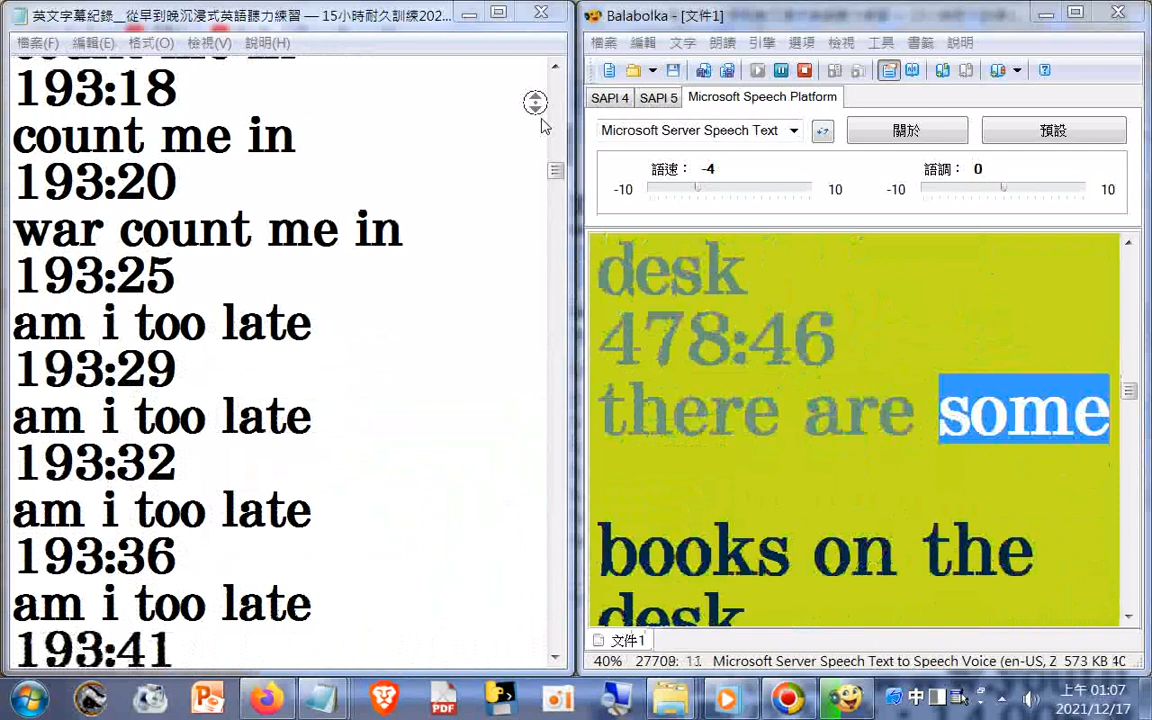 英文字幕紀錄__從早到晚沉浸式英語聽力練習 — 15小時耐久訓練202...
檔案(F) 編輯(E) 格式(O) 檢視(V) 說明(H)
count me in
193:18
count me in
193:20
war count me in
193:25
am i too late
193:29
am i too late
193:32
am i too late
193:36
am i too late
193:41
Balabolka - [文件1]
檔案 編輯 文字 朗讀 引擎 選項 檢視 工具 書籤 說明
SAPI 4 SAPI 5 Microsoft Speech Platform
Microsoft Server Speech Text 關於 預設
語速： -4 語調： 0
-10 10 -10 10
desk
478:46
there are some
books on the
desk
文件1
40% 27709: 11 Microsoft Server Speech Text to Speech Voice (en-US, Z 573 KB 4C
PDF 中 上午 01:07
2021/12/17